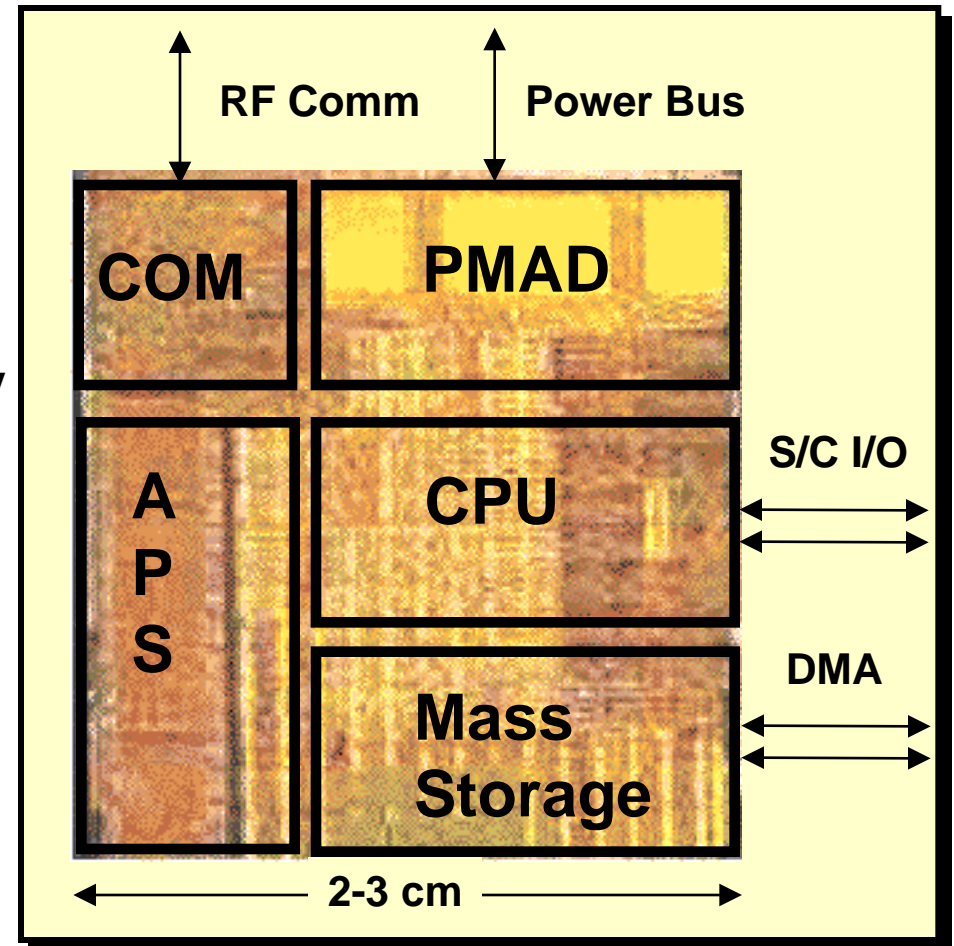 RF Comm
Power Bus
COM
PMAD
A
P
S
CPU
S/C I/O
DMA
Mass
Storage
2-3 cm